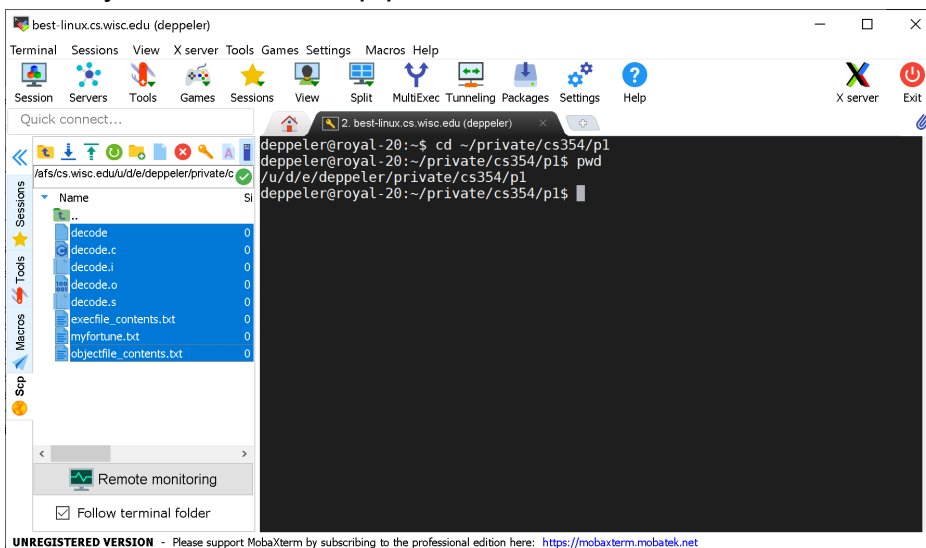 best-linux.cs.wisc.edu (deppeler)
Terminal Sessions View X server Tools Games Settings Macros Help
Session Servers Tools Games Sessions View Split MultiExec Tunneling Packages Settings Help X server Exit
Quick connect...
2. best-linux.cs.wisc.edu (deppeler)
/afs/cs.wisc.edu/u/d/e/deppeler/private/c
Name Si
..
decode 0
decode.c 0
decode.i 0
decode.o 0
decode.s 0
execfile_contents.txt 0
myfortune.txt 0
objectfile_contents.txt 0
Sessions
Tools
Macros
Scp
deppeler@royal-20:~$ cd ~/private/cs354/p1
deppeler@royal-20:~/private/cs354/p1$ pwd
/u/d/e/deppeler/private/cs354/p1
deppeler@royal-20:~/private/cs354/p1$
Remote monitoring
Follow terminal folder
UNREGISTERED VERSION - Please support MobaXterm by subscribing to the professional edition here: https://mobaxterm.mobatek.net